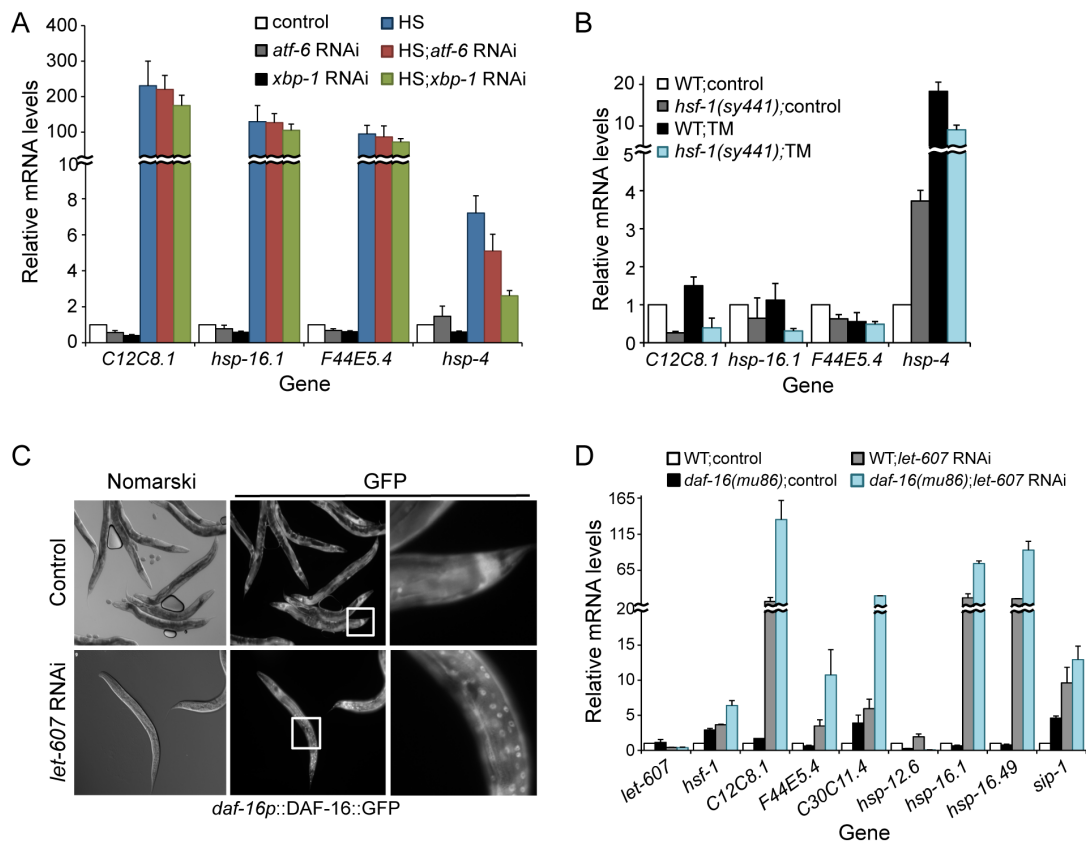 A
control HS
atf-6 RNAi HS;atf-6 RNAi
xbp-1 RNAi HS;xbp-1 RNAi
Relative mRNA levels
400
300
200
100
10
8
6
4
2
0
C12C8.1 hsp-16.1 F44E5.4 hsp-4
Gene
B
WT;control
hsf-1(sy441);control
WT;TM
hsf-1(sy441);TM
Relative mRNA levels
20
10
5
4
3
2
1
0
C12C8.1 hsp-16.1 F44E5.4 hsp-4
Gene
C
Nomarski GFP
Control
let-607 RNAi
daf-16p::DAF-16::GFP
D
WT;control WT;let-607 RNAi
daf-16(mu86);control daf-16(mu86);let-607 RNAi
Relative mRNA levels
165
115
65
20
15
10
5
0
let-607 hsf-1 C12C8.1 F44E5.4 C30C11.4 hsp-12.6 hsp-16.1 hsp-16.49 sip-1
Gene